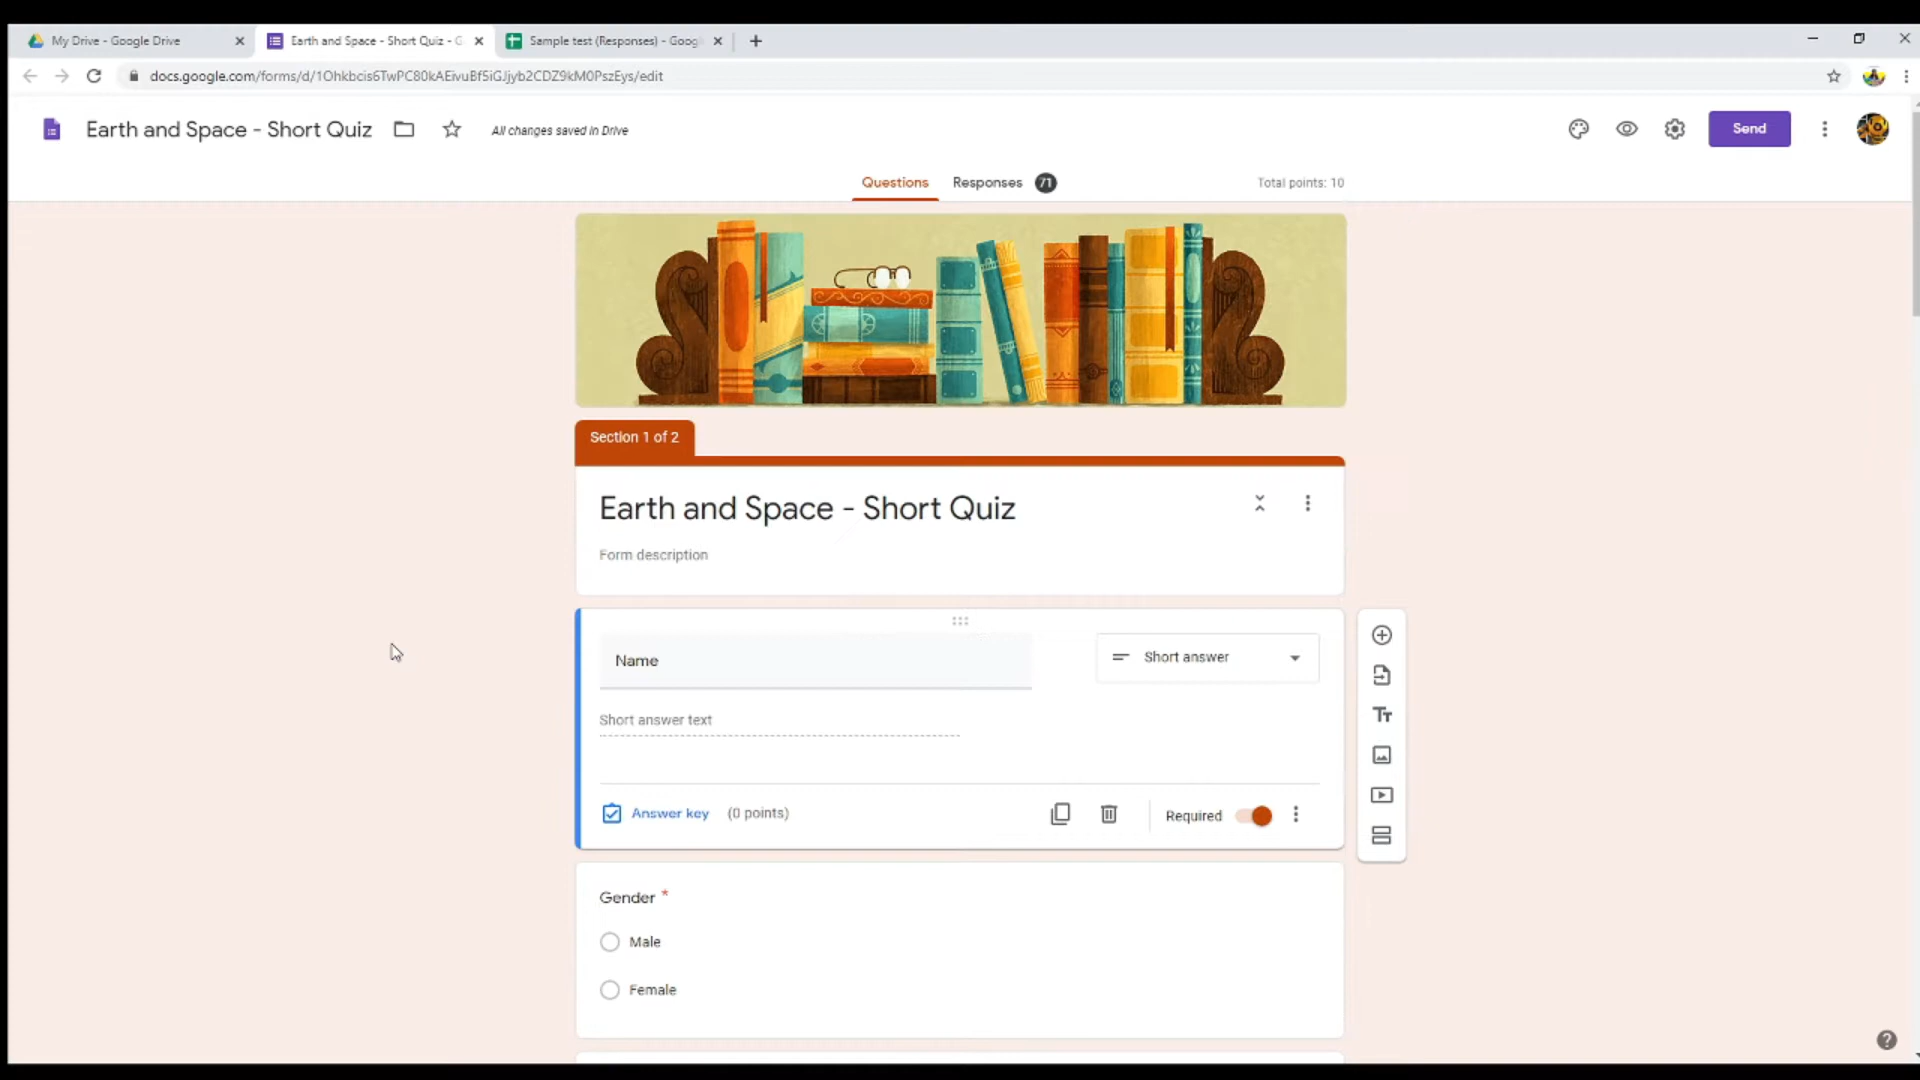 My Drive - Google Drive
Earth and Space - Short Quiz - G
Sample test (Responses) - Goog
docs.google.com/forms/d/1Ohkbcis6TwPC80kAEivuBf5iGJjyb2CDZ9kM0PszEys/edit
Earth and Space - Short Quiz
All changes saved in Drive
Send
Questions
Responses 71
Total points: 10
Section 1 of 2
Earth and Space - Short Quiz
Form description
Name
Short answer
Short answer text
Answer key (0 points)
Required
Gender *
Male
Female